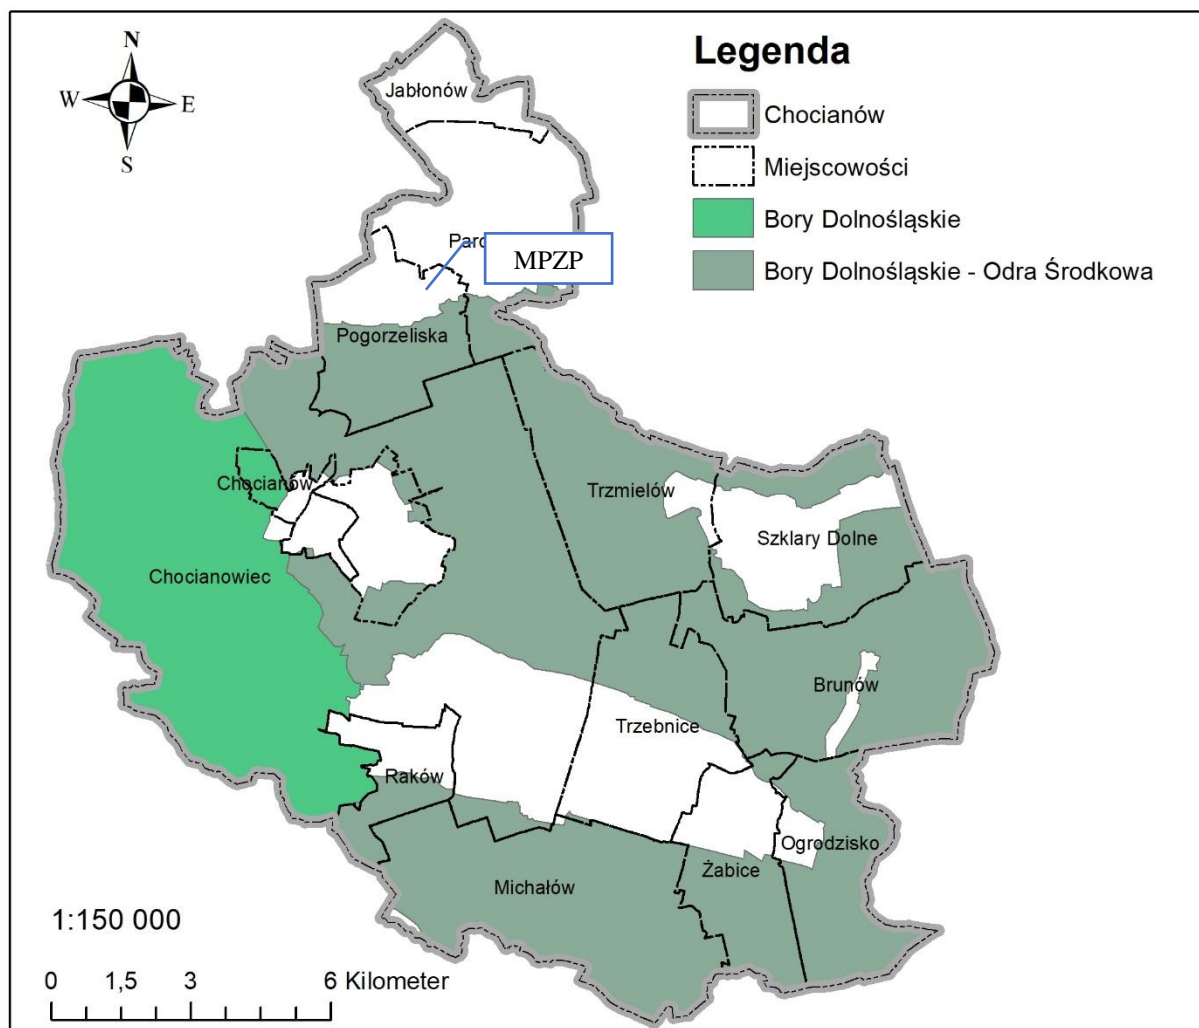 N
W E
S
Legenda
Chocianów
Miejscowości
Bory Dolnośląskie
Bory Dolnośląskie - Odra Środkowa
Jabłonów
MPZP
Pogorzeliska
Chocianów
Trzmielów
Szklary Dolne
Chocianowiec
Brunów
Trzebnice
Raków
Ogrodzisko
Żabice
Michałów
1:150 000
0 1,5 3 6 Kilometer